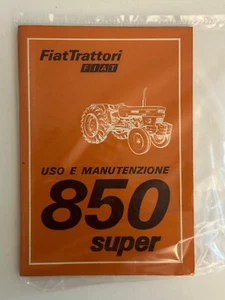 FiatTrattori
FIAT
USO E MANUTENZIONE
850
super